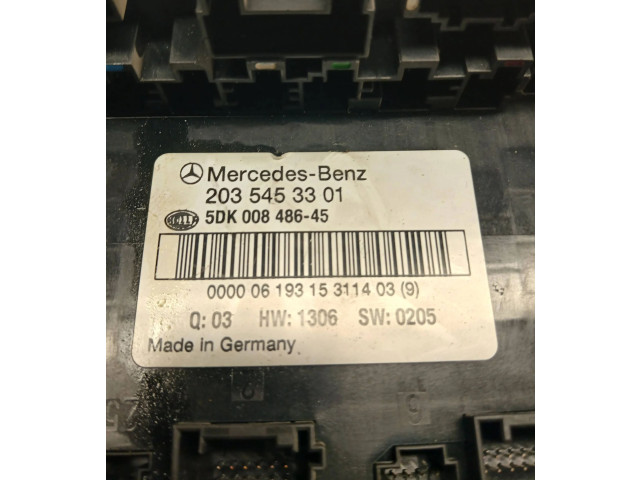 Mercedes-Benz
203 545 33 01
HELLA 5DK 008 486-45
0000 06 193 15 3114 03 (9)
Q: 03 HW: 1306 SW: 0205
Made in Germany